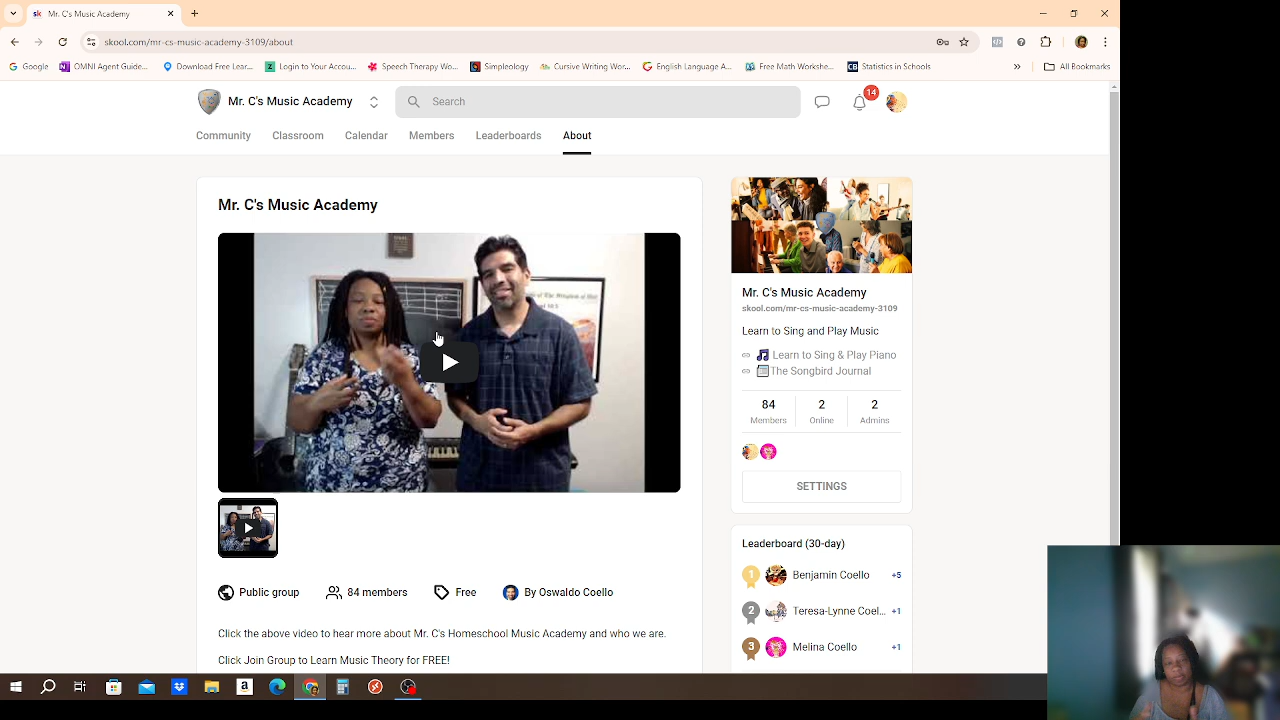 sk Mr. C's Music Academy
skool.com/mr-cs-music-academy-3109/about
Google
OMNI Agent Guide...
Download Free Lear...
Login to Your Accou...
Speech Therapy Wo...
Simpleology
Cursive Writing Wor...
English Language A...
Free Math Workshe...
Statistics in Schools
»
All Bookmarks
Mr. C's Music Academy
Search
14
Community
Classroom
Calendar
Members
Leaderboards
About
Mr. C's Music Academy
Public group
84 members
Free
By Oswaldo Coello
Click the above video to hear more about Mr. C's Homeschool Music Academy and who we are.
Click Join Group to Learn Music Theory for FREE!
Mr. C's Music Academy
skool.com/mr-cs-music-academy-3109
Learn to Sing and Play Music
Learn to Sing & Play Piano
The Songbird Journal
84 2 2
Members Online Admins
SETTINGS
Leaderboard (30-day)
1 Benjamin Coello +5
2 Teresa-Lynne Coel... +1
3 Melina Coello +1